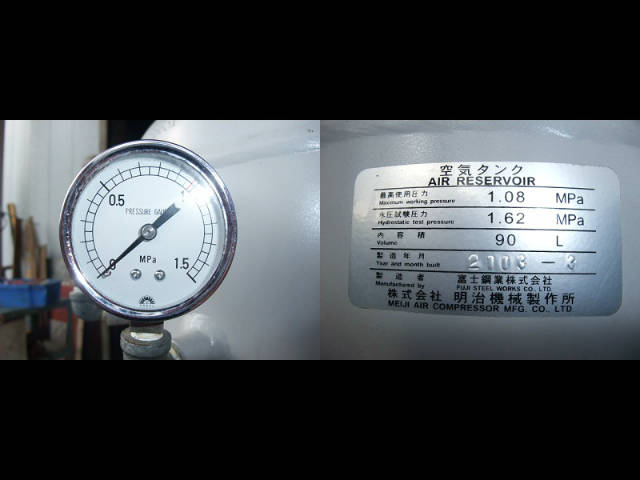 0.5
1
PRESSURE GAUGE
MPa
0
1.5
空気タンク
AIR RESERVOIR
最高使用圧力 1.08 MPa
Maximum working pressure
水圧試験圧力 1.62 MPa
Hydrostatic test pressure
内容積 90 L
Volume
製造年月 2103-3
Year and month built
製造者 富士鋼業株式会社
Manufactured by FUJI STEEL WORKS CO., LTD.
株式会社 明治機械製作所
MEIJI AIR COMPRESSOR MFG. CO., LTD.